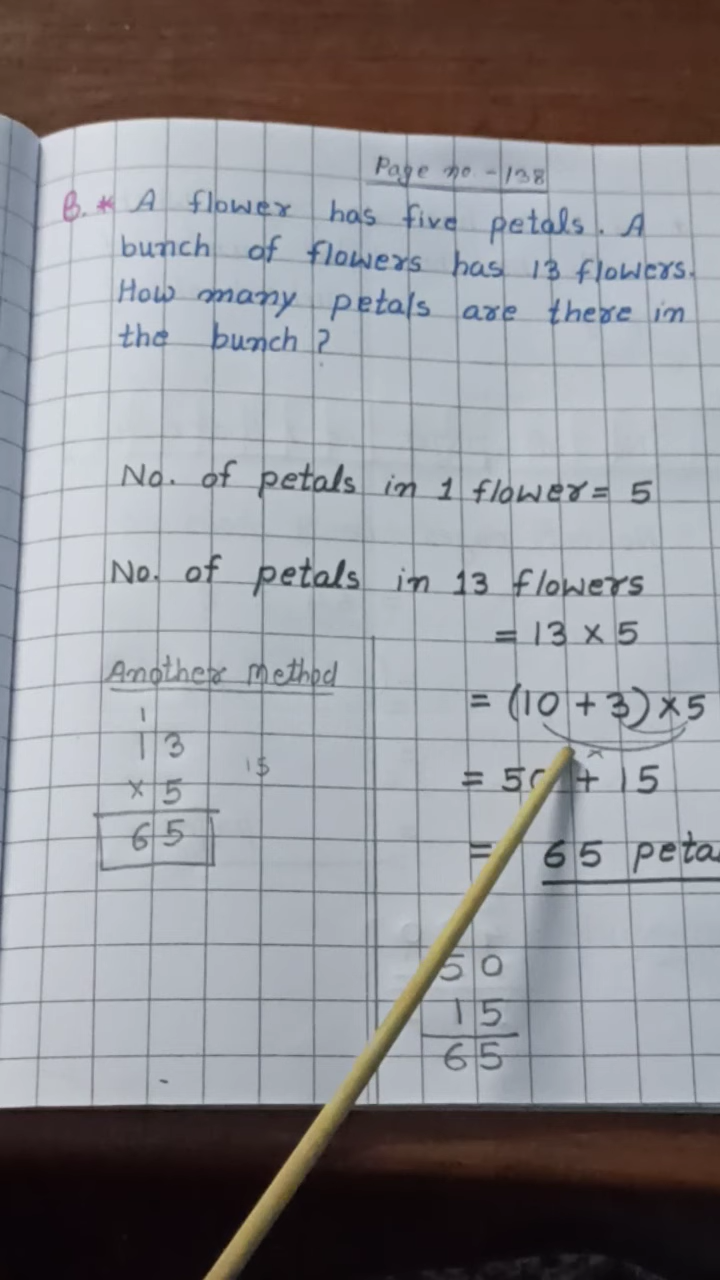 Page no. - 138
B. * A flower has five petals. A
bunch of flowers has 13 flowers.
How many petals are there in
the bunch?
No. of petals in 1 flower = 5
No. of petals in 13 flowers
= 13 × 5
= (10 + 3) × 5
= 50 + 15
= 65
Another method
1
13
× 5
65
15
50
15
65